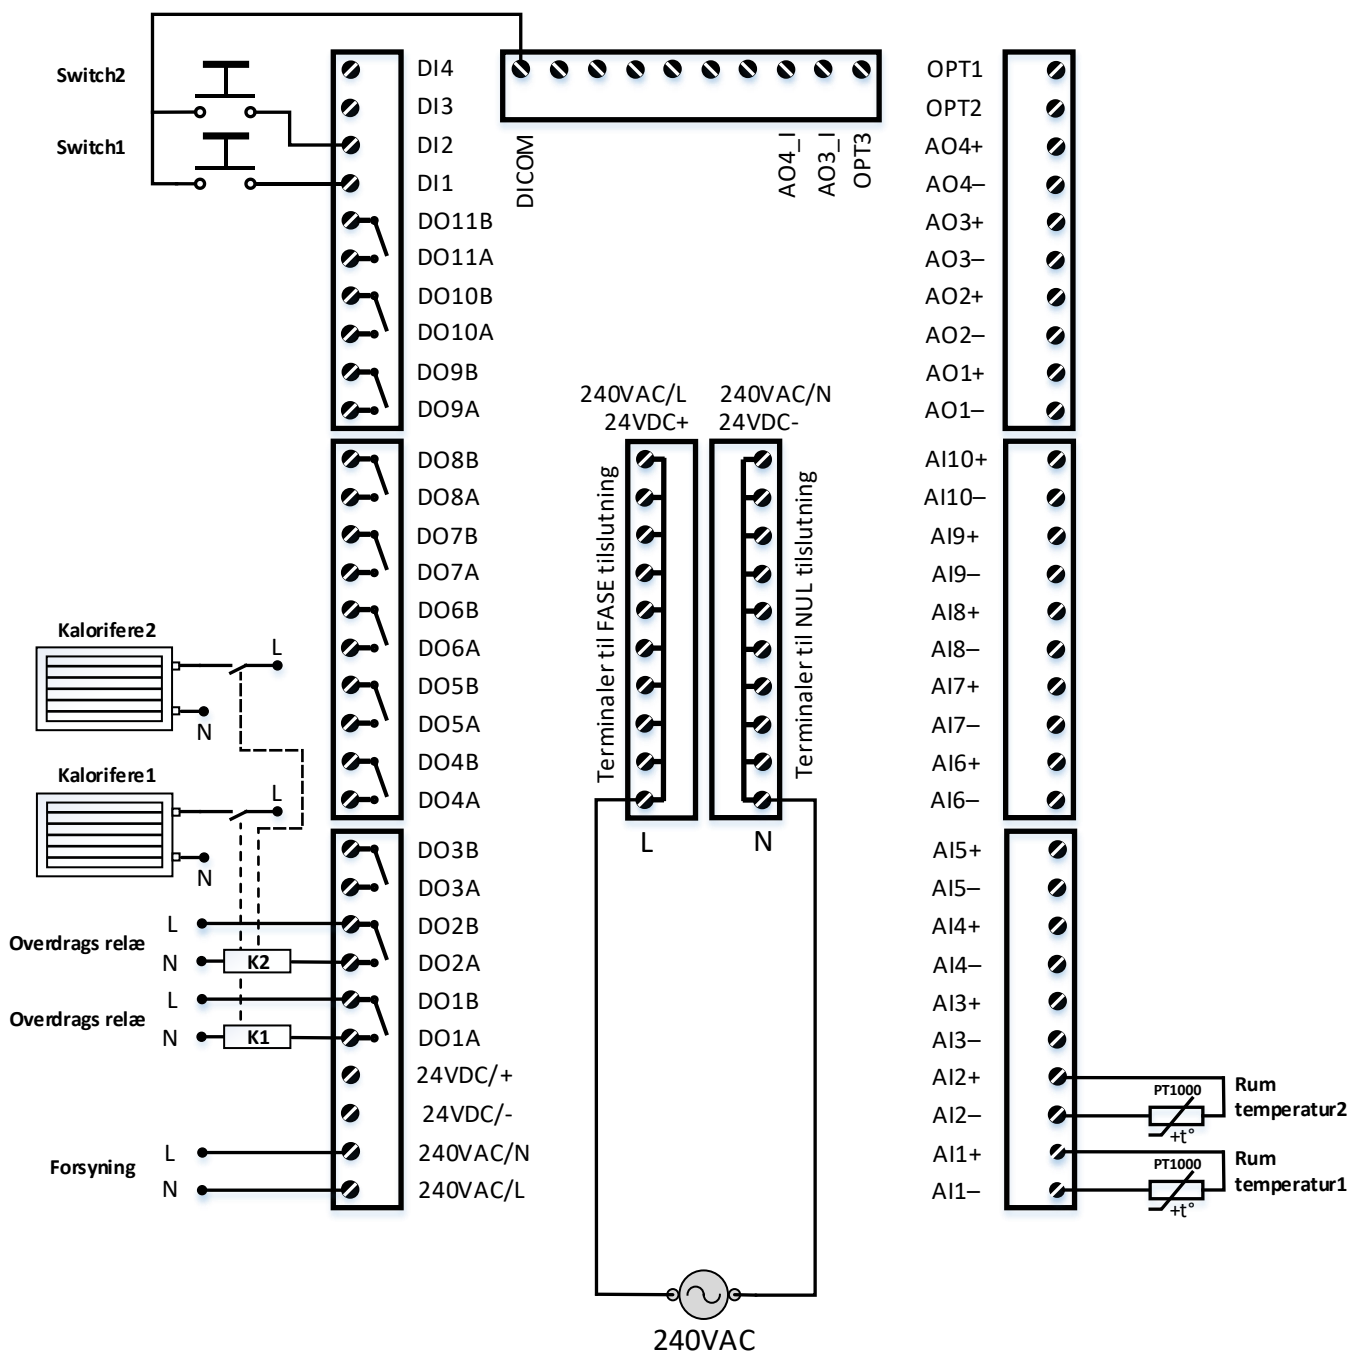 Switch2
Switch1
DI4
DI3
DI2
DI1
DO11B
DO11A
DO10B
DO10A
DO9B
DO9A
DICOM
AO4_I
AO3_I
OPT3
OPT1
OPT2
AO4+
AO4–
AO3+
AO3–
AO2+
AO2–
AO1+
AO1–
240VAC/L
24VDC+
240VAC/N
24VDC-
Terminaler til FASE tilslutning
Terminaler til NUL tilslutning
L
N
DO8B
DO8A
DO7B
DO7A
DO6B
DO6A
DO5B
DO5A
DO4B
DO4A
AI10+
AI10–
AI9+
AI9–
AI8+
AI8–
AI7+
AI7–
AI6+
AI6–
Kalorifere2
L
N
Kalorifere1
L
N
Overdrags relæ
L
N
K2
Overdrags relæ
L
N
K1
Forsyning
L
N
DO3B
DO3A
DO2B
DO2A
DO1B
DO1A
24VDC/+
24VDC/-
240VAC/N
240VAC/L
AI5+
AI5–
AI4+
AI4–
AI3+
AI3–
AI2+
AI2–
AI1+
AI1–
PT1000
+t°
Rum
temperatur2
PT1000
+t°
Rum
temperatur1
240VAC